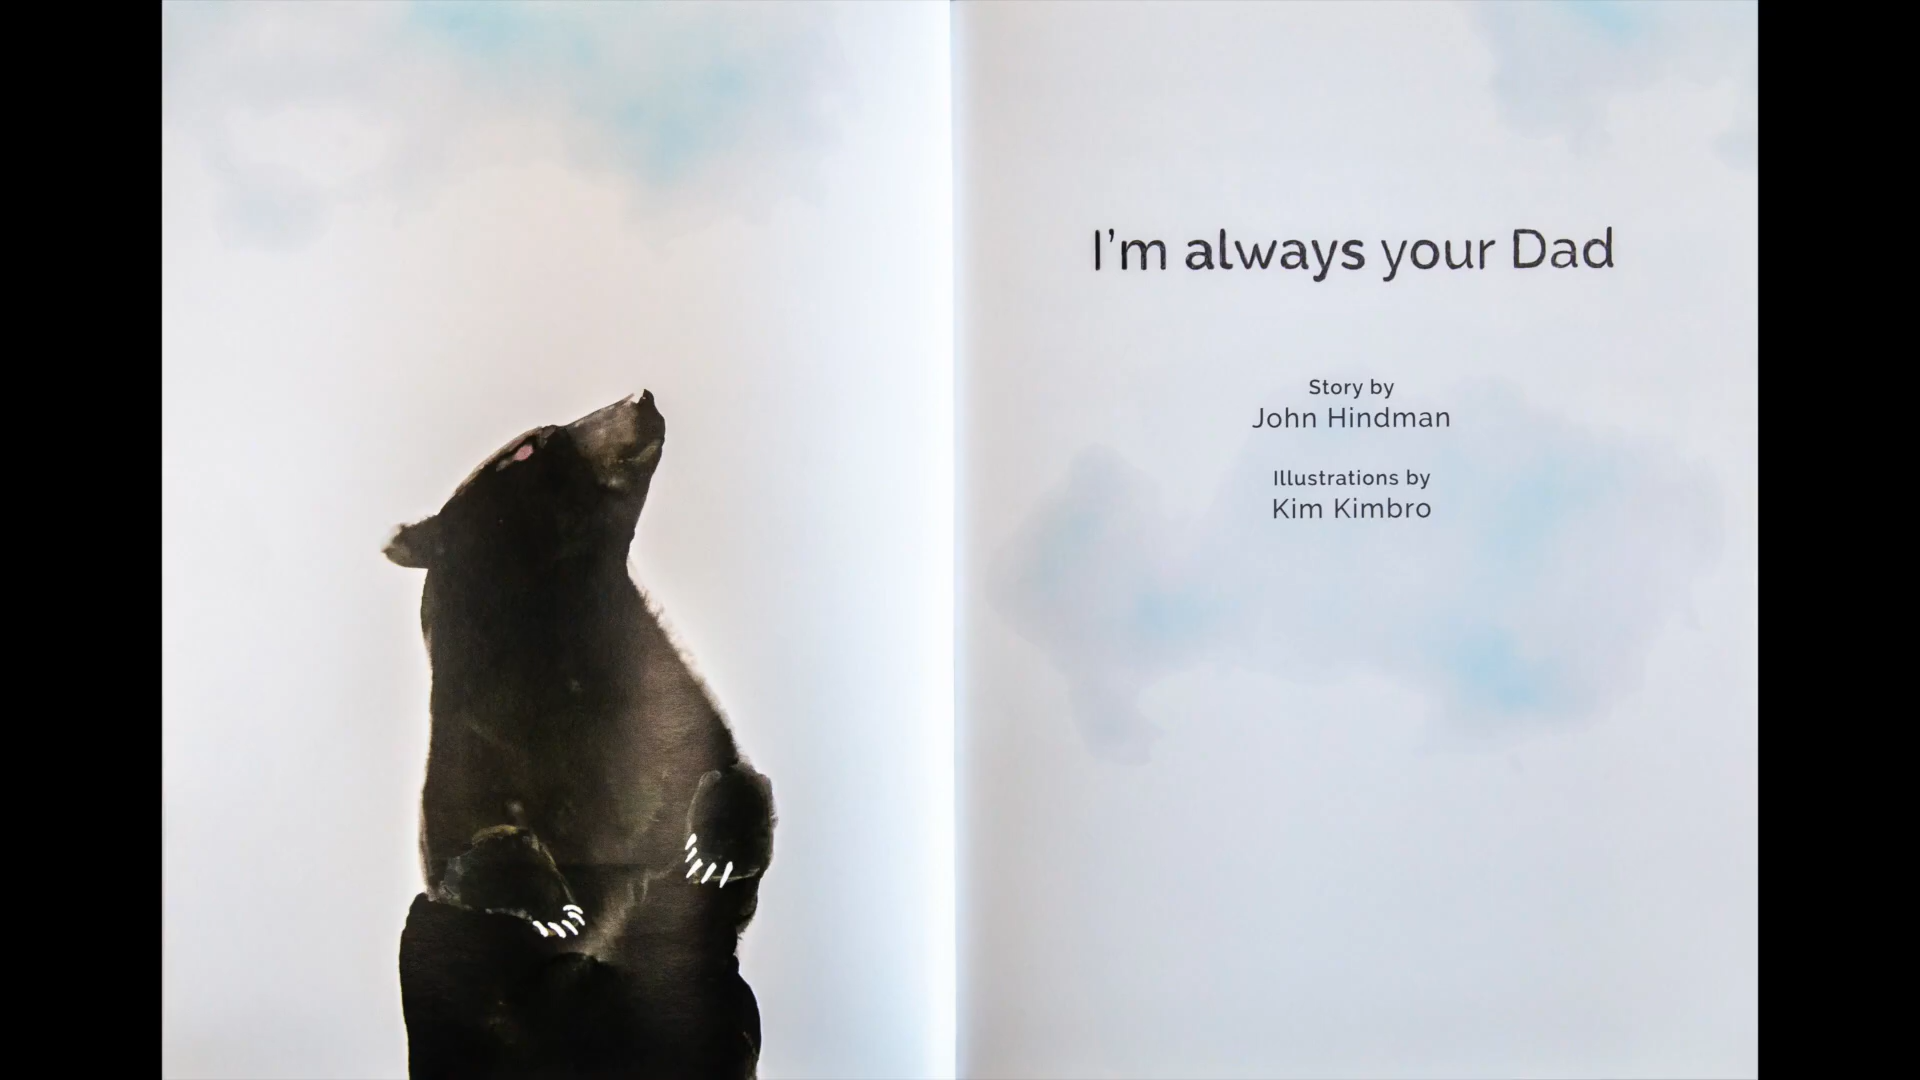 I'm always your Dad
Story by
John Hindman
Illustrations by
Kim Kimbro